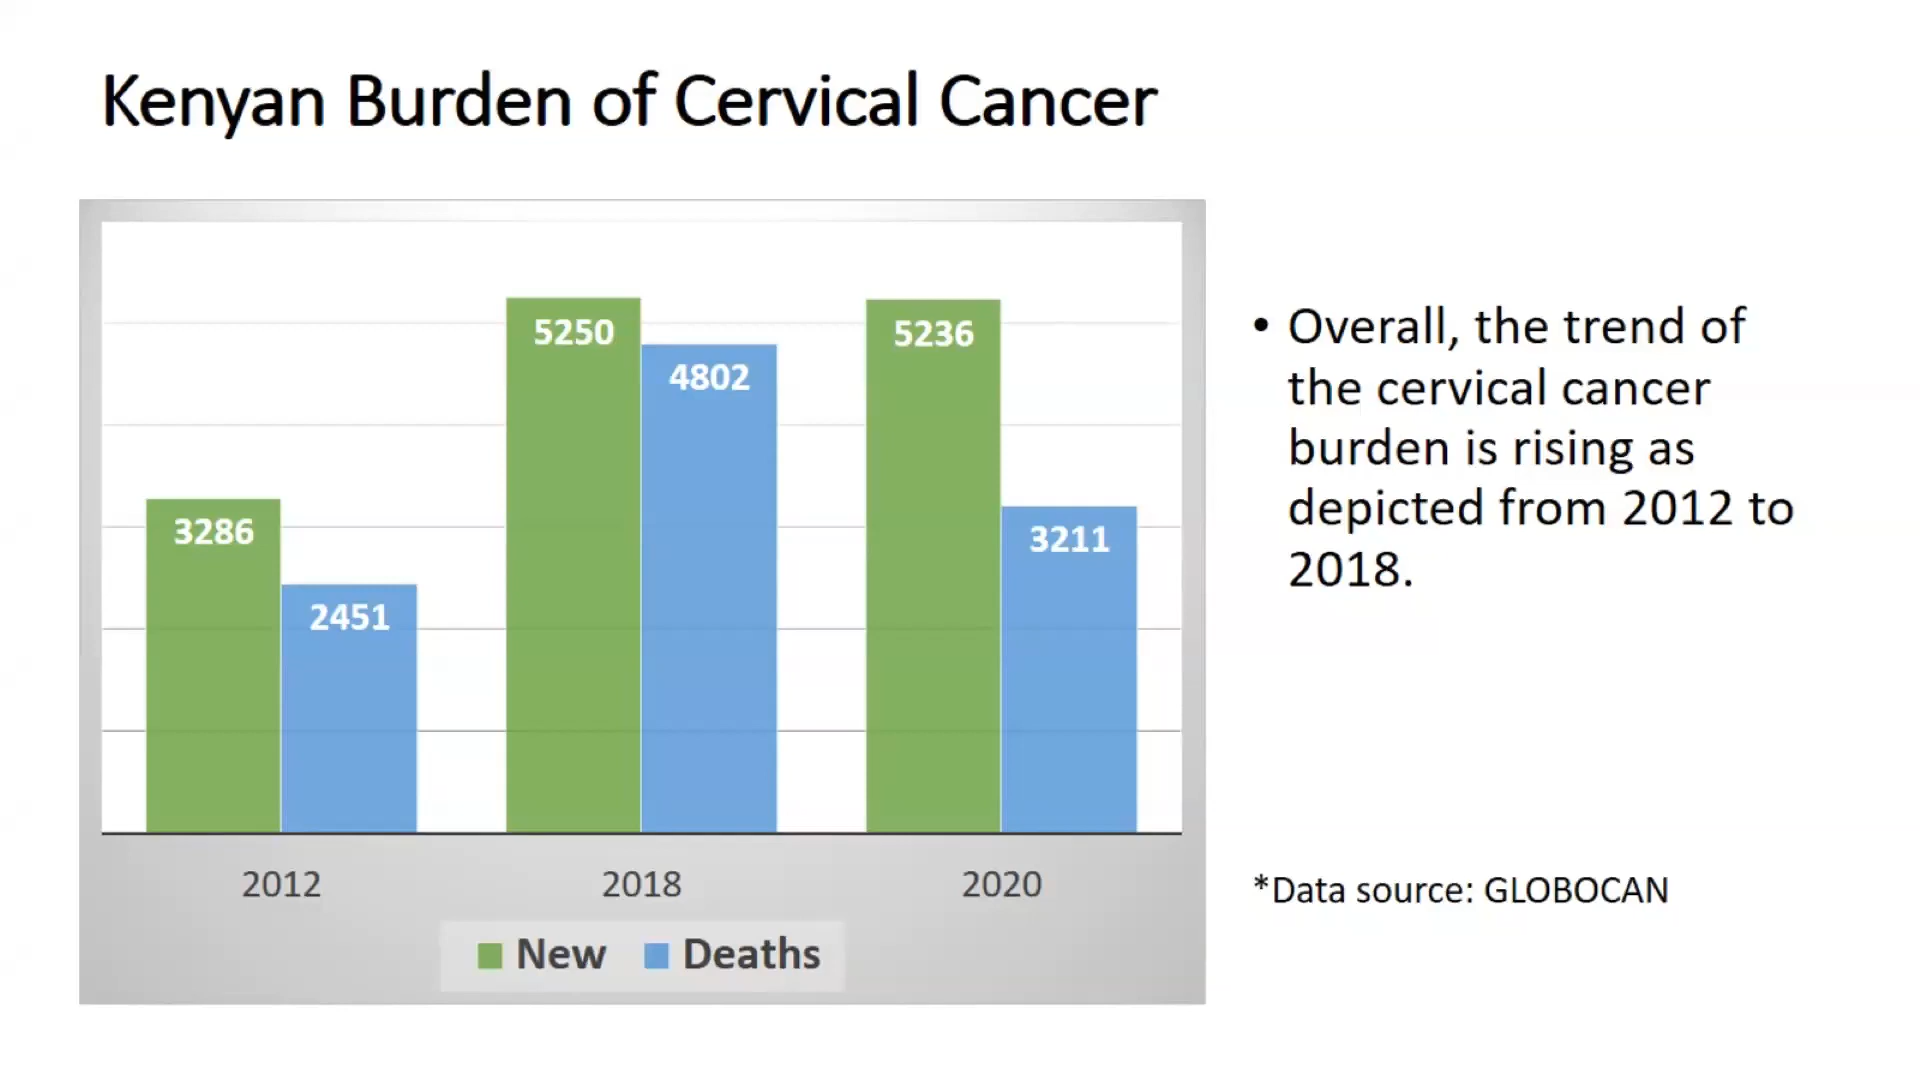 Kenyan Burden of Cervical Cancer
5250
5236
4802
3286
3211
2451
2012
2018
2020
New
Deaths
• Overall, the trend of
the cervical cancer
burden is rising as
depicted from 2012 to
2018.
*Data source: GLOBOCAN